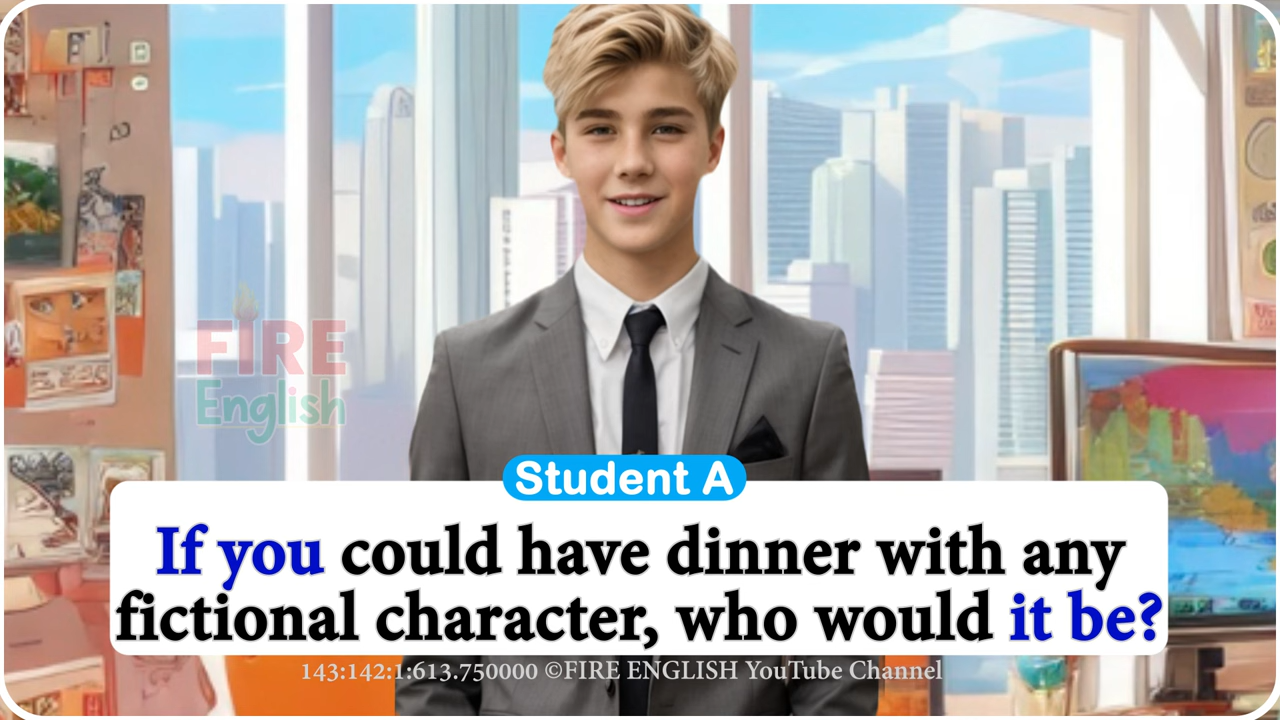 FIRE
English
Student A
If you could have dinner with any
fictional character, who would it be?
143:142:1:613.750000 ©FIRE ENGLISH YouTube Channel